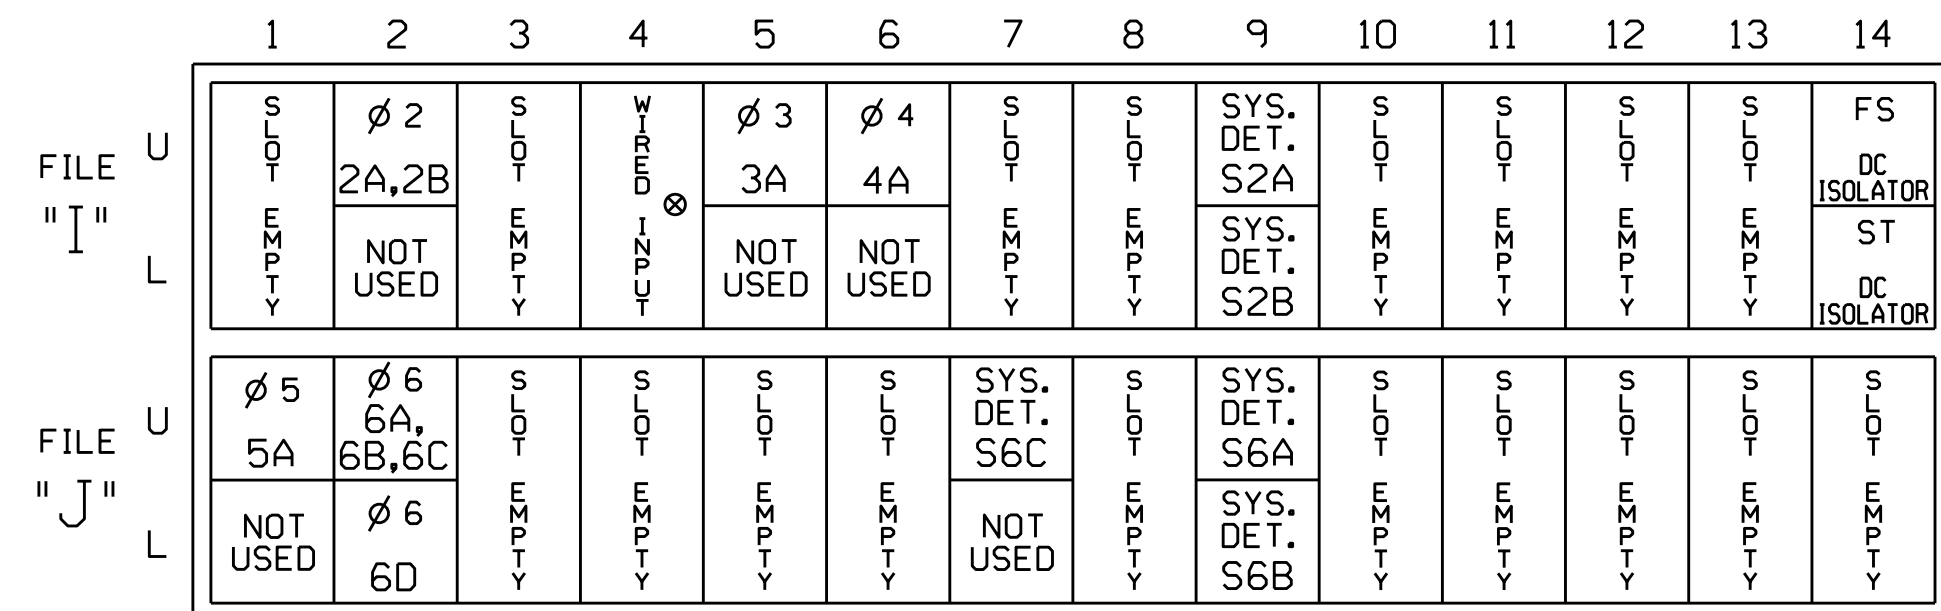 1 2 3 4 5 6 7 8 9 10 11 12 13 14
FILE
"I"
U
L
SLOT EMPTY
Ø 2
2A,2B
NOT
USED
SLOT EMPTY
WIRED INPUT
Ø 3
3A
NOT
USED
Ø 4
4A
NOT
USED
SLOT EMPTY
SLOT EMPTY
SYS.
DET.
S2A
SYS.
DET.
S2B
SLOT EMPTY
SLOT EMPTY
SLOT EMPTY
SLOT EMPTY
FS
DC
ISOLATOR
ST
DC
ISOLATOR
FILE
"J"
U
L
Ø 5
5A
NOT
USED
Ø 6
6A,
6B,6C
Ø 6
6D
SLOT EMPTY
SLOT EMPTY
SLOT EMPTY
SLOT EMPTY
SYS.
DET.
S6C
NOT
USED
SLOT EMPTY
SYS.
DET.
S6A
SYS.
DET.
S6B
SLOT EMPTY
SLOT EMPTY
SLOT EMPTY
SLOT EMPTY
SLOT EMPTY